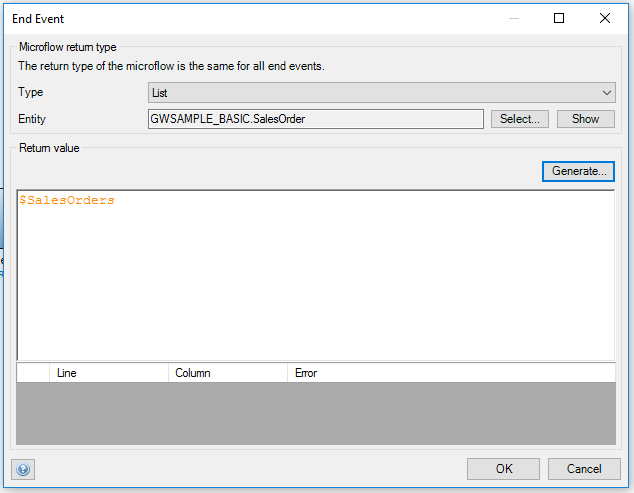 End Event
Microflow return type
The return type of the microflow is the same for all end events.
Type List
Entity GWSAMPLE_BASIC.SalesOrder Select... Show
Return value
Generate...
$SalesOrders
Line Column Error
OK Cancel